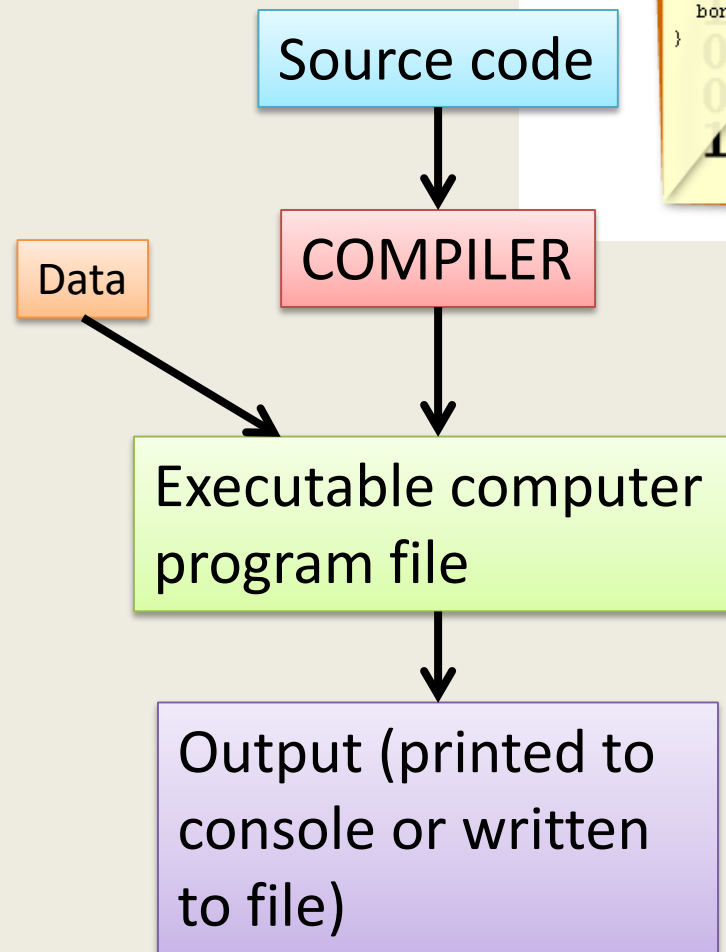 }
Source code
COMPILER
Data
Executable computer
program file
Output (printed to
console or written
to file)